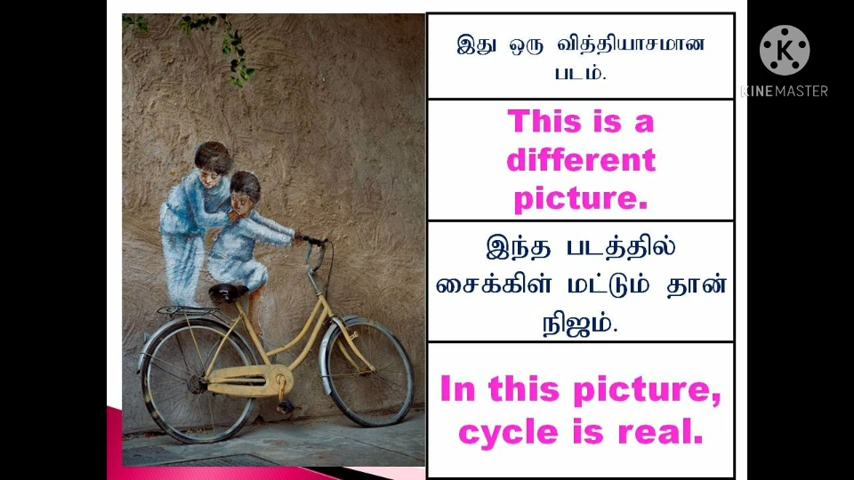 இது ஒரு வித்தியாசமான
படம்.
This is a
different
picture.
இந்த படத்தில்
சைக்கிள் மட்டும் தான்
நிஜம்.
In this picture,
cycle is real.
K
KINEMASTER